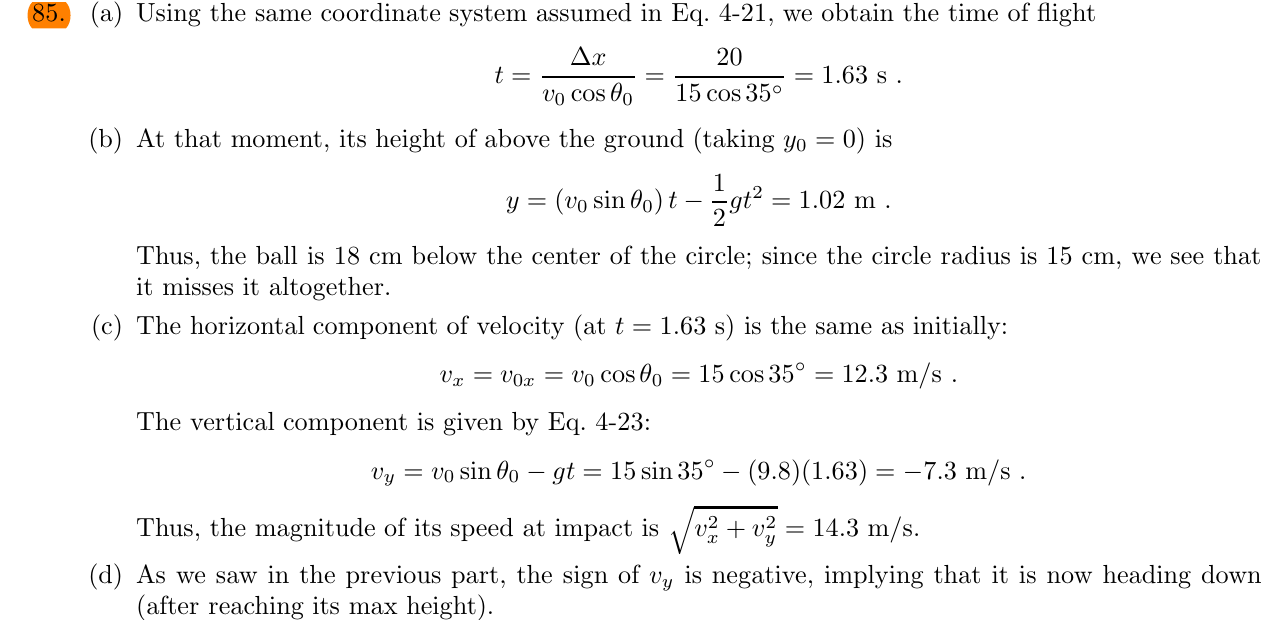 85. (a) Using the same coordinate system assumed in Eq. 4-21, we obtain the time of flight
t = Δx / (v₀ cos θ₀) = 20 / (15 cos 35°) = 1.63 s .
(b) At that moment, its height of above the ground (taking y₀ = 0) is
y = (v₀ sin θ₀) t − 1/2 gt² = 1.02 m .
Thus, the ball is 18 cm below the center of the circle; since the circle radius is 15 cm, we see that
it misses it altogether.
(c) The horizontal component of velocity (at t = 1.63 s) is the same as initially:
vₓ = v₀ₓ = v₀ cos θ₀ = 15 cos 35° = 12.3 m/s .
The vertical component is given by Eq. 4-23:
v_y = v₀ sin θ₀ − gt = 15 sin 35° − (9.8)(1.63) = −7.3 m/s .
Thus, the magnitude of its speed at impact is √(vₓ² + v_y²) = 14.3 m/s.
(d) As we saw in the previous part, the sign of v_y is negative, implying that it is now heading down
(after reaching its max height).